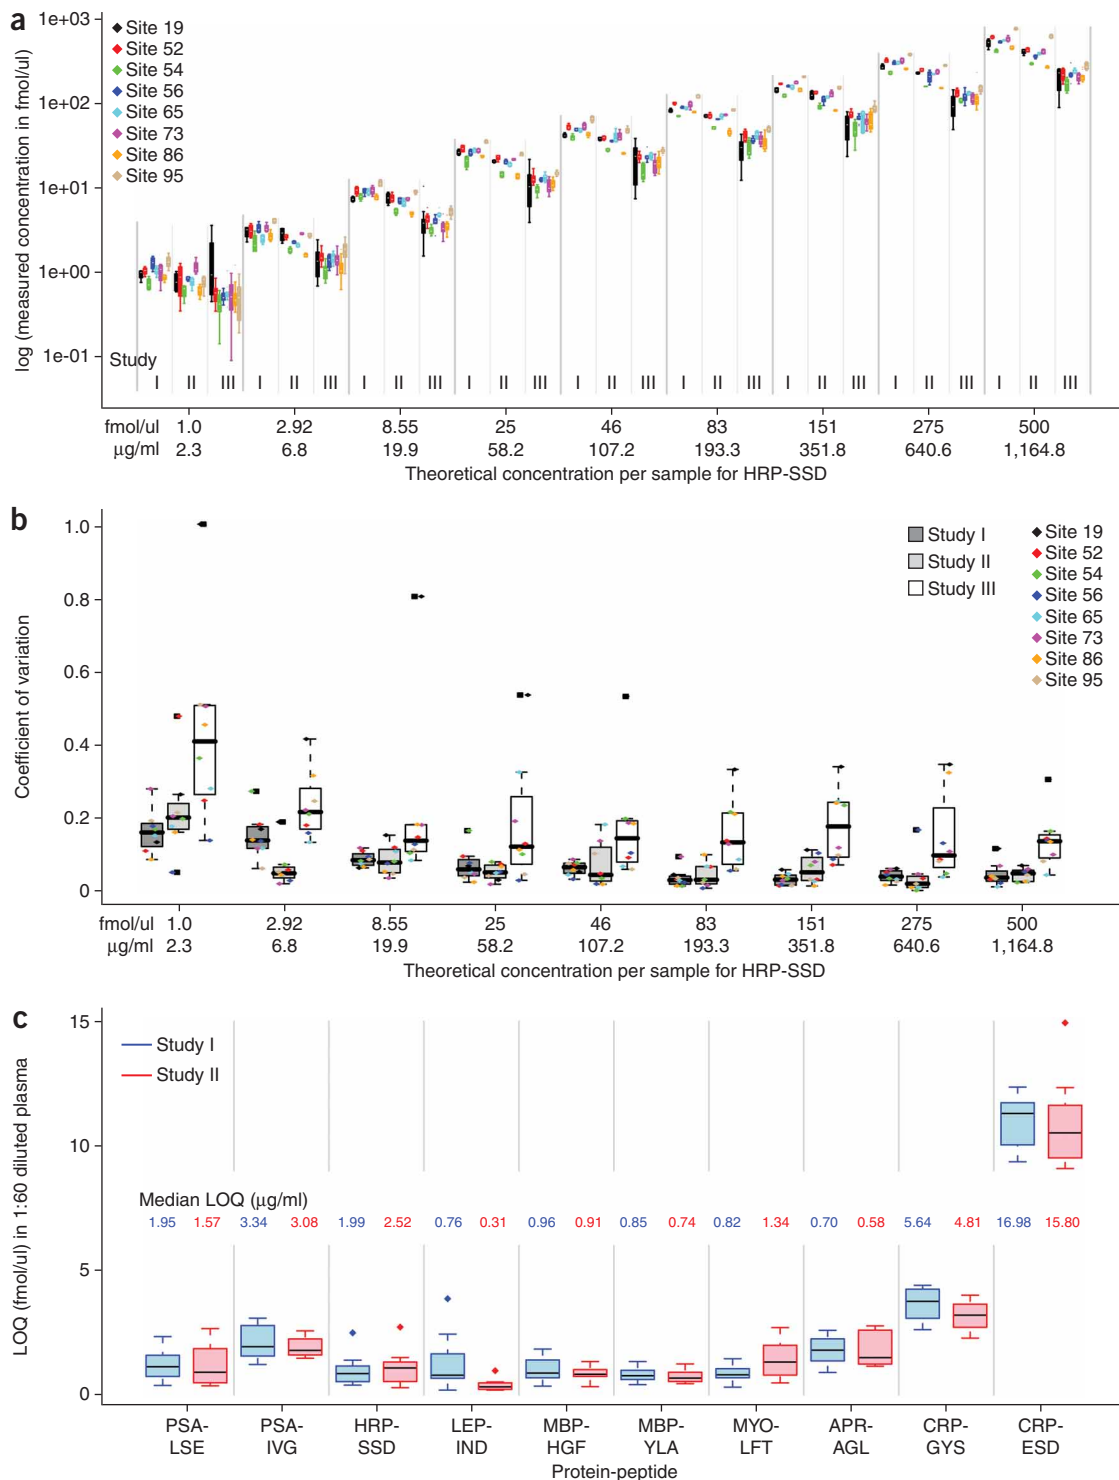 a
1e+03
1e+02
1e+01
1e+00
1e-01
log (measured concentration in fmol/ul)
Site 19
Site 52
Site 54
Site 56
Site 65
Site 73
Site 86
Site 95
Study
I II III I II III I II III I II III I II III I II III I II III I II III I II III
fmol/ul 1.0 2.92 8.55 25 46 83 151 275 500
µg/ml 2.3 6.8 19.9 58.2 107.2 193.3 351.8 640.6 1,164.8
Theoretical concentration per sample for HRP-SSD
b
1.0
0.8
0.6
0.4
0.2
0
Coefficient of variation
Study I
Study II
Study III
Site 19
Site 52
Site 54
Site 56
Site 65
Site 73
Site 86
Site 95
fmol/ul 1.0 2.92 8.55 25 46 83 151 275 500
µg/ml 2.3 6.8 19.9 58.2 107.2 193.3 351.8 640.6 1,164.8
Theoretical concentration per sample for HRP-SSD
c
15
10
5
0
LOQ (fmol/ul) in 1:60 diluted plasma
Study I
Study II
Median LOQ (µg/ml)
1.95 1.57 3.34 3.08 1.99 2.52 0.76 0.31 0.96 0.91 0.85 0.74 0.82 1.34 0.70 0.58 5.64 4.81 16.98 15.80
PSA- PSA- HRP- LEP- MBP- MBP- MYO- APR- CRP- CRP-
LSE IVG SSD IND HGF YLA LFT AGL GYS ESD
Protein-peptide